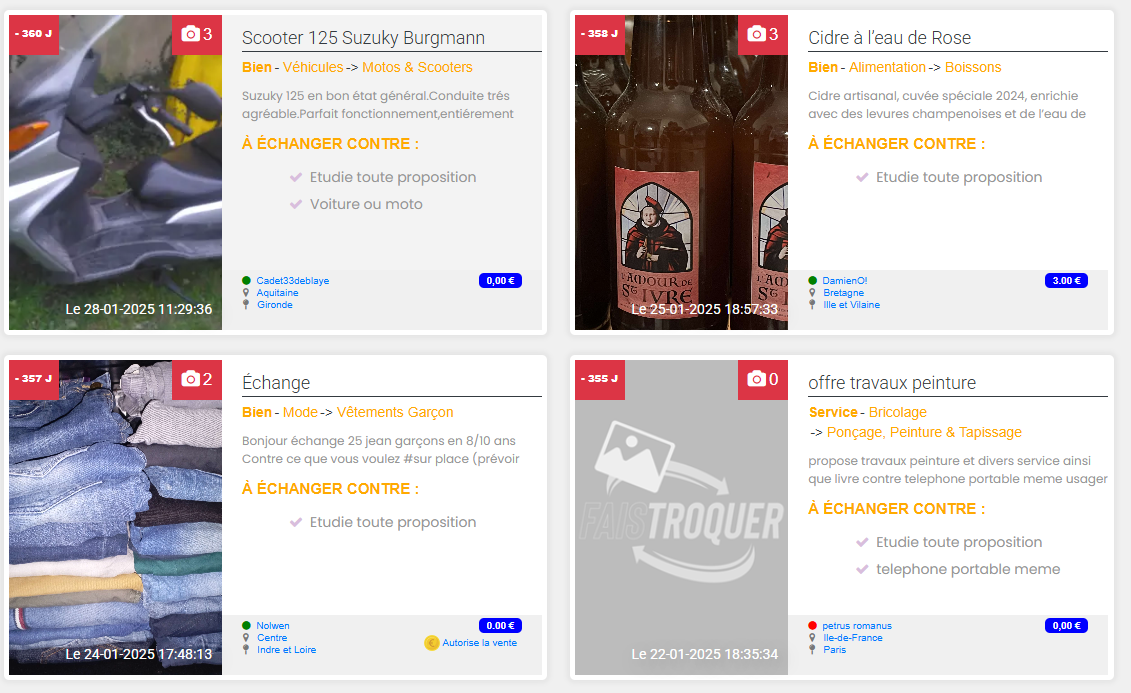 - 360 J
3
Scooter 125 Suzuky Burgmann
Bien - Véhicules -> Motos & Scooters
Suzuky 125 en bon état général.Conduite trés
agréable.Parfait fonctionnement,entiérement
À ÉCHANGER CONTRE :
Etudie toute proposition
Voiture ou moto
Cadet33deblaye
0,00 €
Aquitaine
Gironde
Le 28-01-2025 11:29:36
- 358 J
3
Cidre à l'eau de Rose
Bien - Alimentation -> Boissons
Cidre artisanal, cuvée spéciale 2024, enrichie
avec des levures champenoises et de l'eau de
À ÉCHANGER CONTRE :
Etudie toute proposition
L'AMOUR DE
ST IVRE
DamienO!
3.00 €
Bretagne
Ille et Vilaine
Le 25-01-2025 18:57:33
- 357 J
2
Échange
Bien - Mode -> Vêtements Garçon
Bonjour échange 25 jean garçons en 8/10 ans
Contre ce que vous voulez #sur place (prévoir
À ÉCHANGER CONTRE :
Etudie toute proposition
Nolwen
0.00 €
Centre
Autorise la vente
Indre et Loire
Le 24-01-2025 17:48:13
- 355 J
0
offre travaux peinture
Service - Bricolage
-> Ponçage, Peinture & Tapissage
propose travaux peinture et divers service ainsi
que livre contre telephone portable meme usager
À ÉCHANGER CONTRE :
Etudie toute proposition
telephone portable meme
FAISTROQUER
petrus romanus
0,00 €
Ile-de-France
Paris
Le 22-01-2025 18:35:34